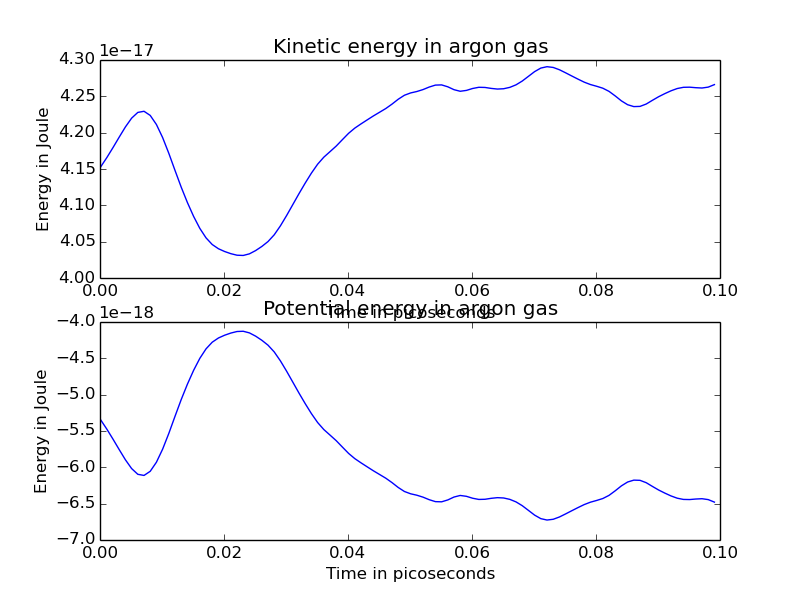 Kinetic energy in argon gas
1e−17
4.30
4.25
4.20
4.15
4.10
4.05
4.00
Energy in Joule
0.00 0.02 0.04 0.06 0.08 0.10
Time in picoseconds
Potential energy in argon gas
1e−18
−4.0
−4.5
−5.0
−5.5
−6.0
−6.5
−7.0
Energy in Joule
0.00 0.02 0.04 0.06 0.08 0.10
Time in picoseconds